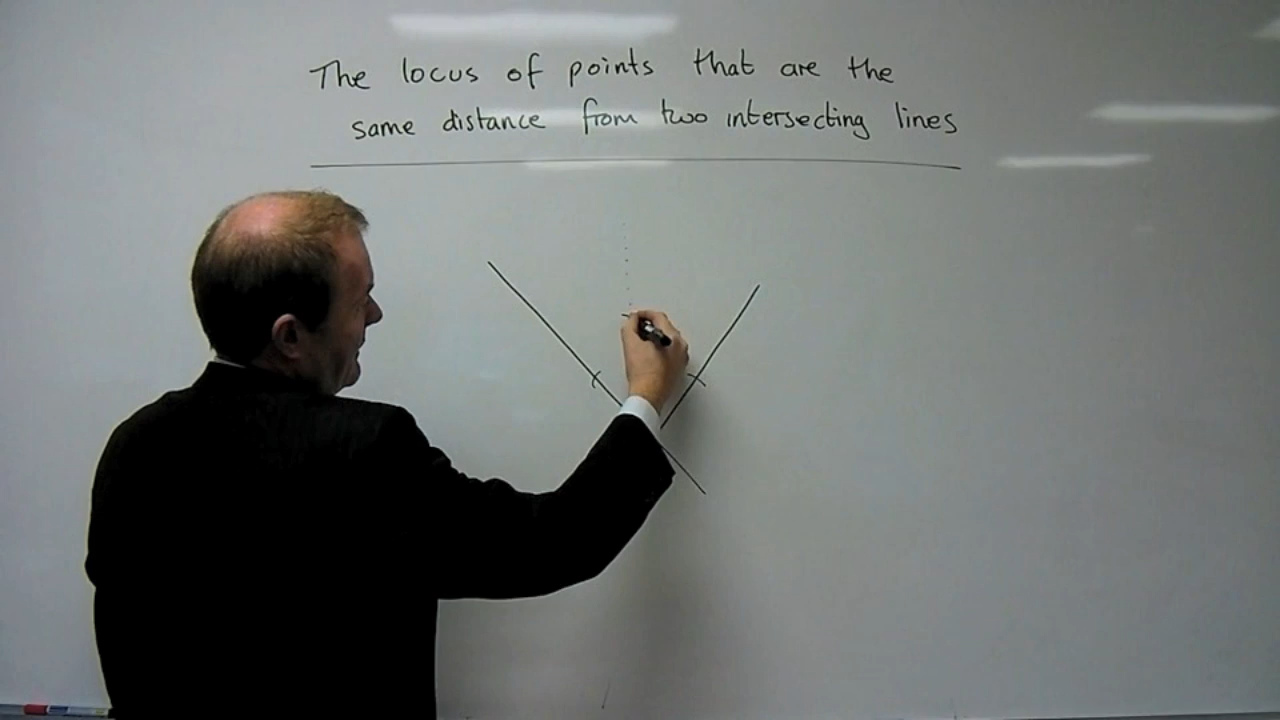 The locus of points that are the
same distance from two intersecting lines